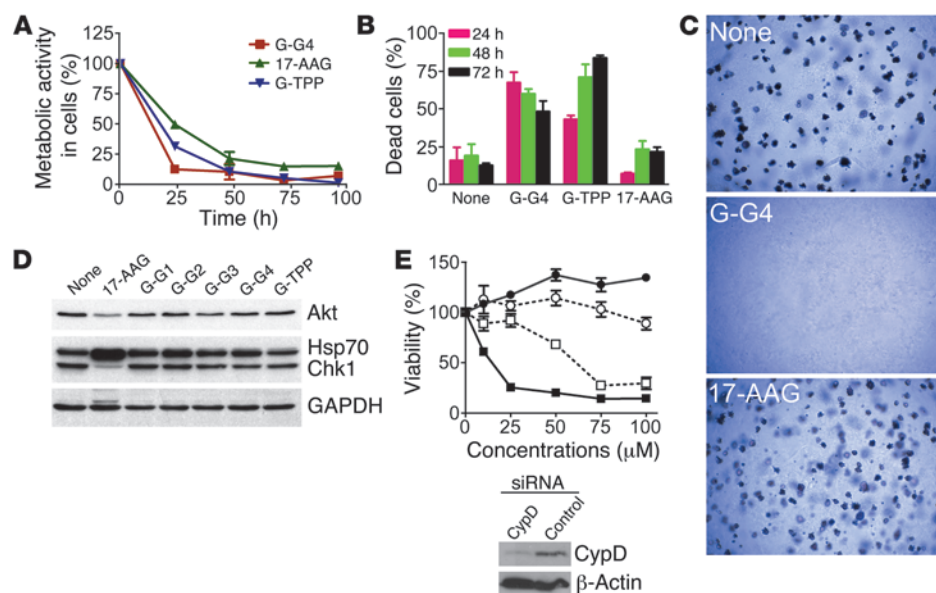 A
Metabolic activity
in cells (%)
125
100
75
50
25
0
0 25 50 75 100
Time (h)
G-G4
17-AAG
G-TPP
B
Dead cells (%)
100
75
50
25
0
24 h
48 h
72 h
None G-G4 G-TPP 17-AAG
C
None
G-G4
17-AAG
D
None 17-AAG G-G1 G-G2 G-G3 G-G4 G-TPP
Akt
Hsp70
Chk1
GAPDH
E
Viability (%)
150
100
50
0
0 25 50 75 100
Concentrations (μM)
siRNA
CypD Control
CypD
β-Actin